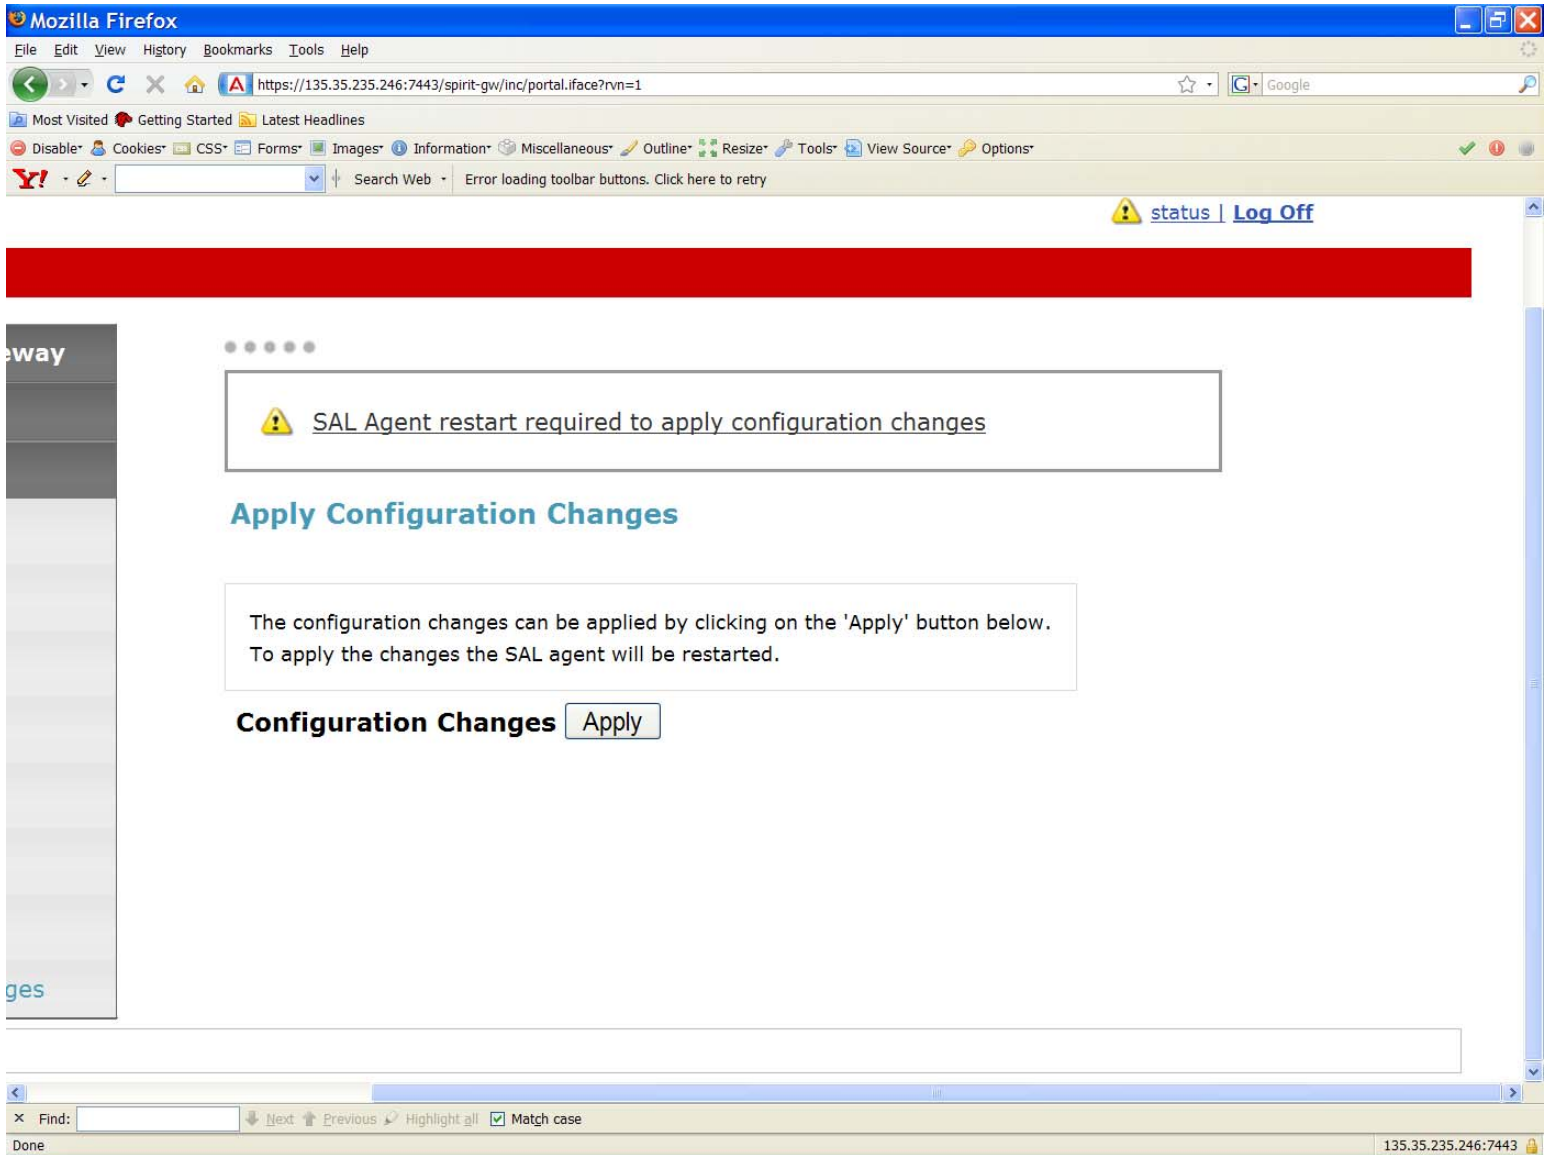 Mozilla Firefox
File Edit View History Bookmarks Tools Help
https://135.35.235.246:7443/spirit-gw/inc/portal.iface?rvn=1 G Google
Most Visited Getting Started Latest Headlines
Disable Cookies CSS Forms Images Information Miscellaneous Outline Resize Tools View Source Options
Y! Search Web Error loading toolbar buttons. Click here to retry
status | Log Off
eway
SAL Agent restart required to apply configuration changes
Apply Configuration Changes
The configuration changes can be applied by clicking on the 'Apply' button below.
To apply the changes the SAL agent will be restarted.
Configuration Changes Apply
ges
× Find: Next Previous Highlight all Match case
Done 135.35.235.246:7443